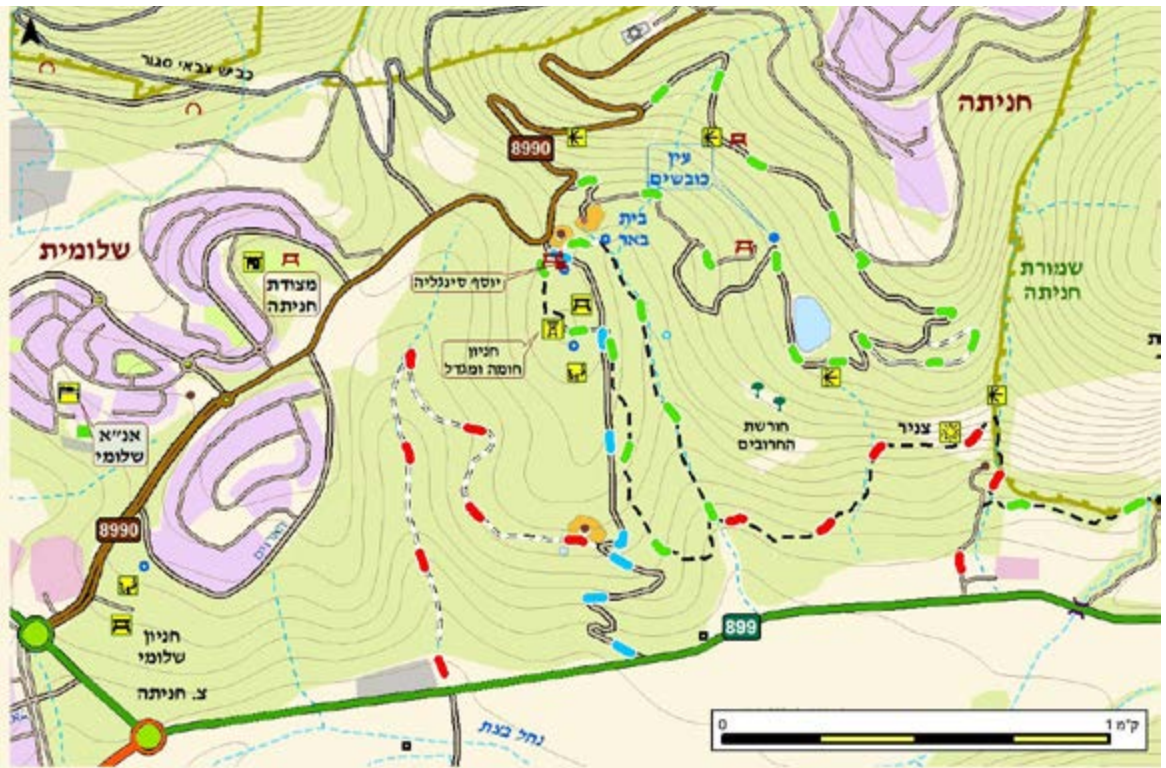 כביש צבאי סגור
חניתה
8990
עין
כובשים
בית
באר
שלומית
מצודת
חניתה
יוסף סינגליה
שמורת
חניתה
חניון
חומה ומגדל
אנ״א
שלומי
חורשת
החרובים
צניר
8990
899
חניון
שלומי
צ. חניתה
נחל בצת
0
1 ק"מ